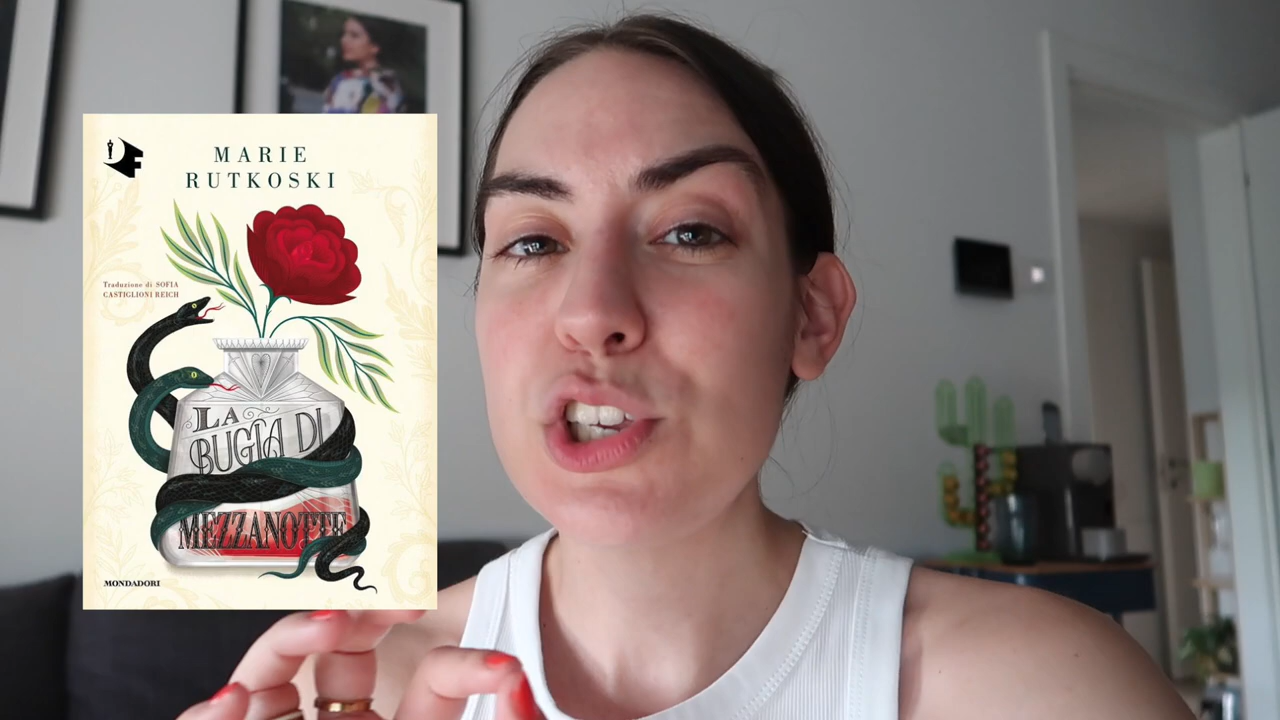 MARIE
RUTKOSKI
Traduzione di SOFIA
CASTIGLIONI REICH
LA
BUGIA DI
MEZZANOTTE
MONDADORI